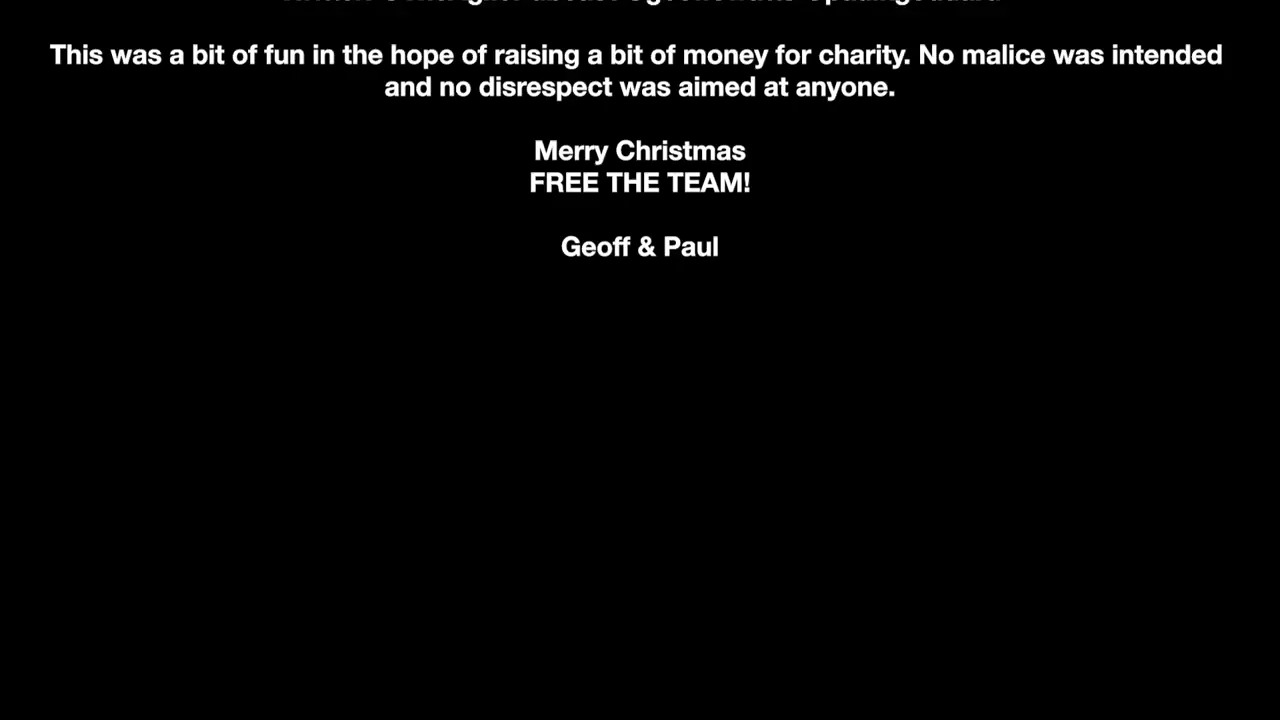 This was a bit of fun in the hope of raising a bit of money for charity. No malice was intended
and no disrespect was aimed at anyone.
Merry Christmas
FREE THE TEAM!
Geoff & Paul